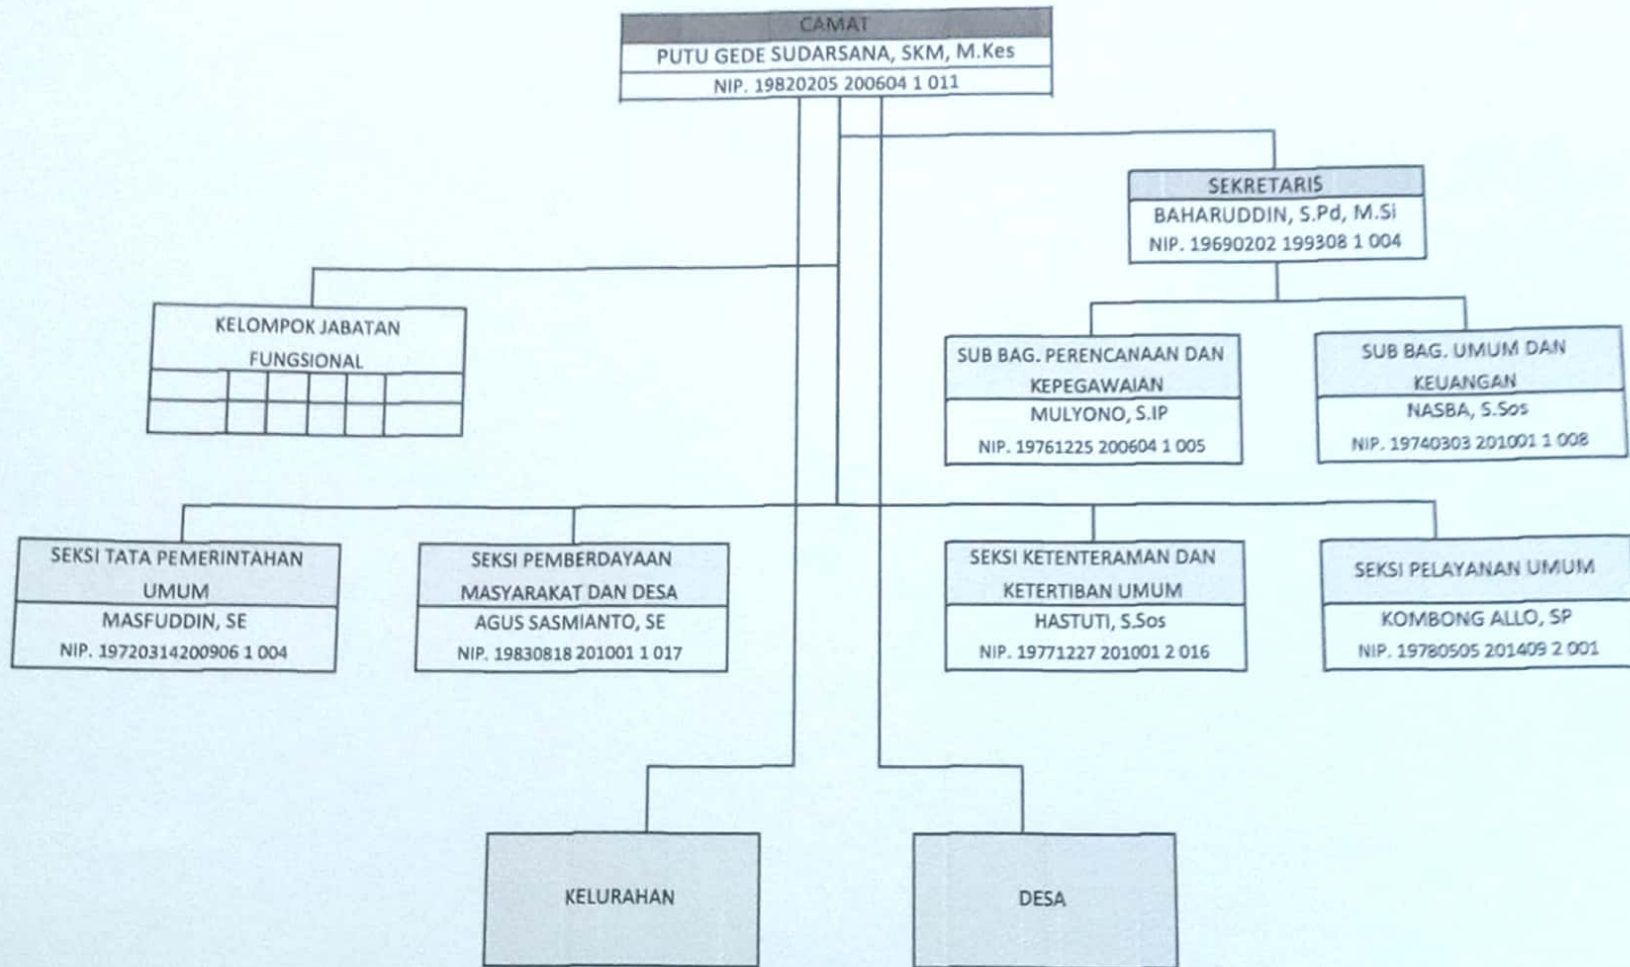 CAMAT
PUTU GEDE SUDARSANA, SKM, M.Kes
NIP. 19820205 200604 1 011
SEKRETARIS
BAHARUDDIN, S.Pd, M.Si
NIP. 19690202 199308 1 004
KELOMPOK JABATAN
FUNGSIONAL
SUB BAG. PERENCANAAN DAN
KEPEGAWAIAN
MULYONO, S.IP
NIP. 19761225 200604 1 005
SUB BAG. UMUM DAN
KEUANGAN
NASBA, S.Sos
NIP. 19740303 201001 1 008
SEKSI TATA PEMERINTAHAN
UMUM
MASFUDDIN, SE
NIP. 19720314200906 1 004
SEKSI PEMBERDAYAAN
MASYARAKAT DAN DESA
AGUS SASMIANTO, SE
NIP. 19830818 201001 1 017
SEKSI KETENTERAMAN DAN
KETERTIBAN UMUM
HASTUTI, S.Sos
NIP. 19771227 201001 2 016
SEKSI PELAYANAN UMUM
KOMBONG ALLO, SP
NIP. 19780505 201409 2 001
KELURAHAN
DESA